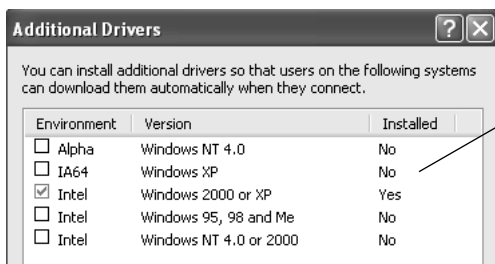 Additional Drivers
You can install additional drivers so that users on the following systems
can download them automatically when they connect.
Environment Version Installed
Alpha Windows NT 4.0 No
IA64 Windows XP No
Intel Windows 2000 or XP Yes
Intel Windows 95, 98 and Me No
Intel Windows NT 4.0 or 2000 No